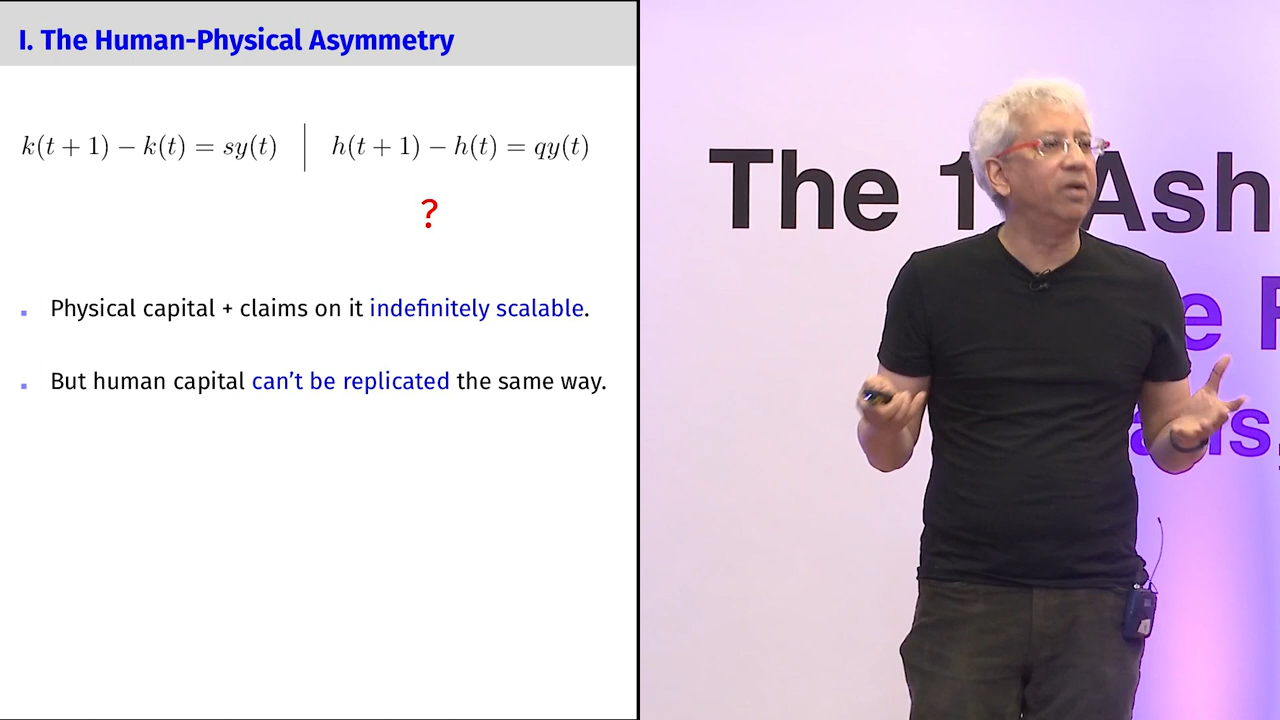 I. The Human-Physical Asymmetry
k(t + 1) − k(t) = sy(t) | h(t + 1) − h(t) = qy(t)
?
Physical capital + claims on it indefinitely scalable.
But human capital can't be replicated the same way.
The 1 Ash